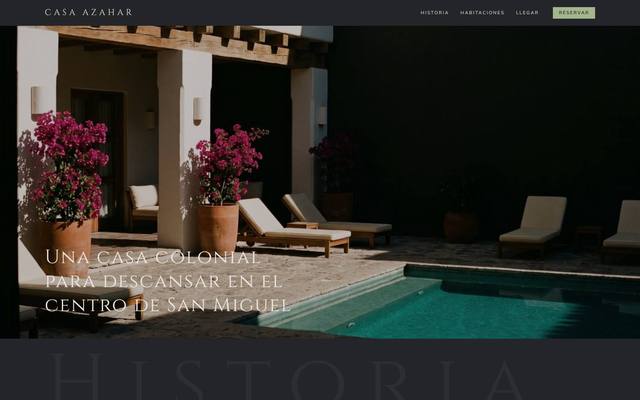 CASA AZAHAR
HISTORIA
HABITACIONES
LLEGAR
RESERVAR
Una casa colonial
para descansar en el
centro de San Miguel
Historia